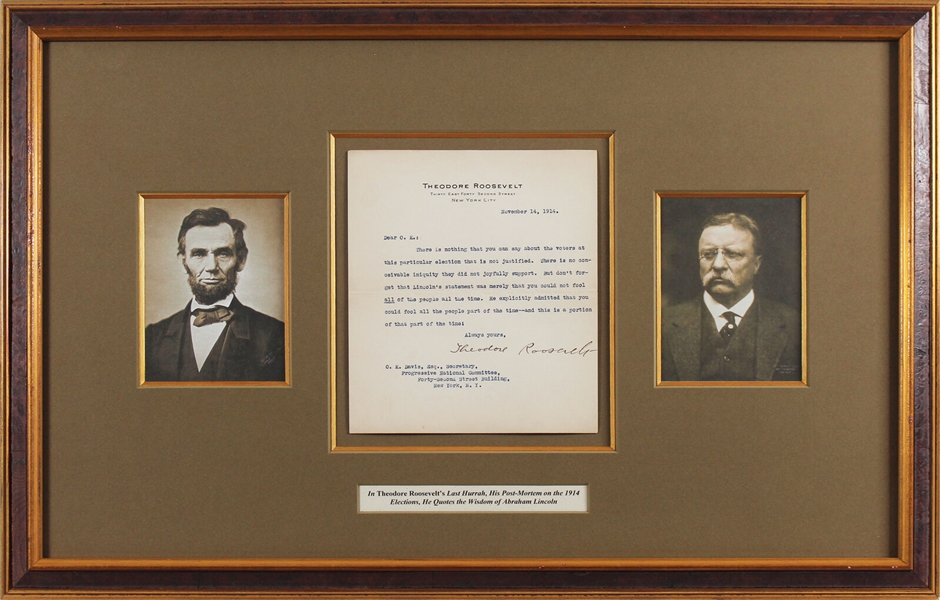 THEODORE ROOSEVELT
THIRTY EAST FORTY-SECOND STREET
NEW YORK CITY
November 14, 1914.
Dear O. K.:
There is nothing that you can say about the voters at
this particular election that is not justified. There is no con-
ceivable iniquity they did not joyfully support. But don't for-
get that Lincoln's statement was merely that you could not fool
all of the people all the time. He explicitly admitted that you
could fool all the people part of the time--and this is a portion
of that part of the time!
Always yours,
Theodore Roosevelt
O. K. Davis, Esq., Secretary,
Progressive National Committee,
Forty-Second Street Building,
New York, N. Y.
In Theodore Roosevelt's Last Hurrah, His Post-Mortem on the 1914
Elections, He Quotes the Wisdom of Abraham Lincoln